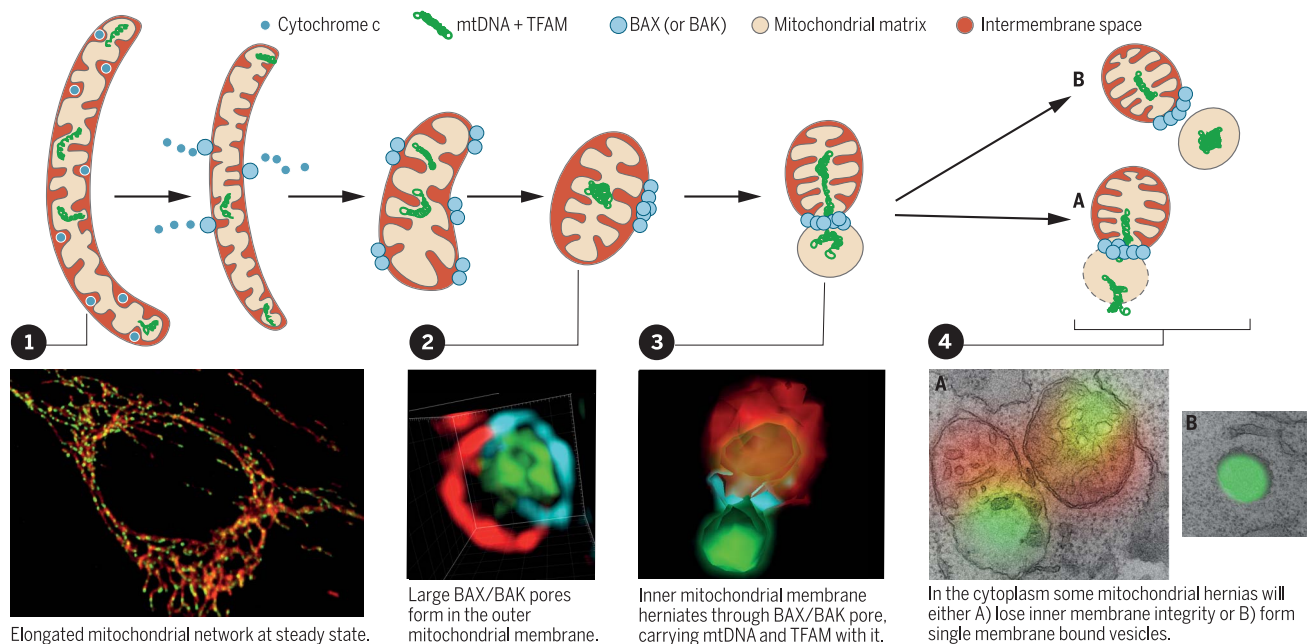 Cytochrome c
mtDNA + TFAM
BAX (or BAK)
Mitochondrial matrix
Intermembrane space
B
A
1
2
3
4
A
B
Elongated mitochondrial network at steady state.
Large BAX/BAK pores
form in the outer
mitochondrial membrane.
Inner mitochondrial membrane
herniates through BAX/BAK pore,
carrying mtDNA and TFAM with it.
In the cytoplasm some mitochondrial hernias will
either A) lose inner membrane integrity or B) form
single membrane bound vesicles.